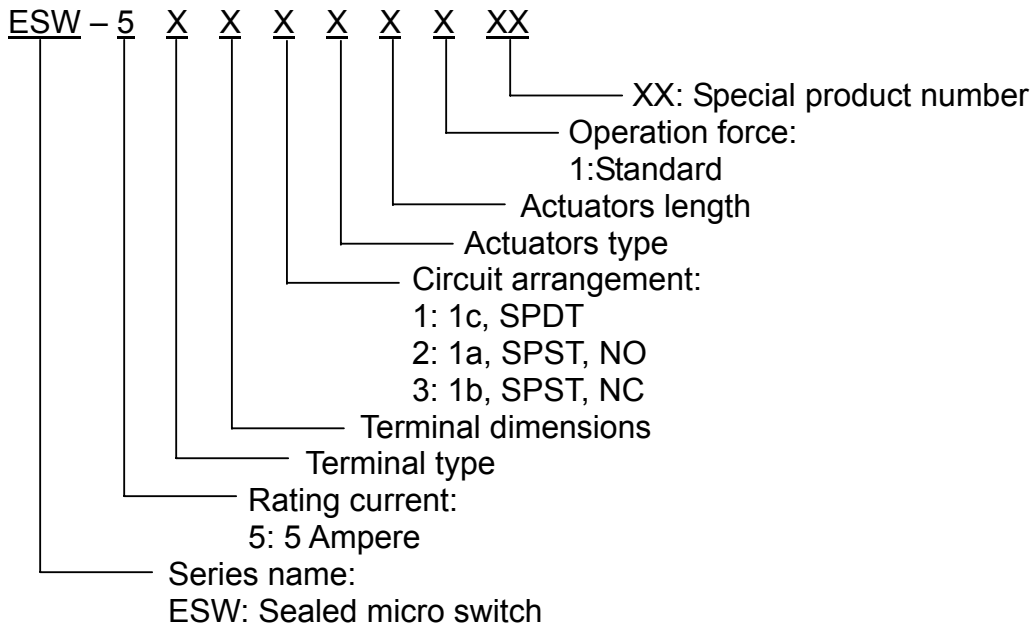 ESW – 5 X X X X X X XX
XX: Special product number
Operation force:
1:Standard
Actuators length
Actuators type
Circuit arrangement:
1: 1c, SPDT
2: 1a, SPST, NO
3: 1b, SPST, NC
Terminal dimensions
Terminal type
Rating current:
5: 5 Ampere
Series name:
ESW: Sealed micro switch